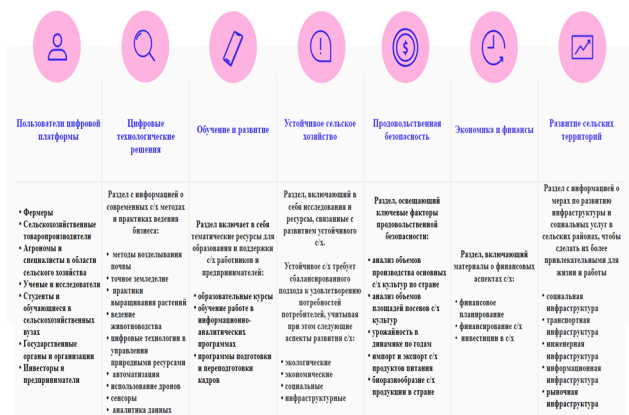 Пользователи цифровой
платформы
• Фермеры
• Сельскохозяйственные
товаропроизводители
• Агрономы и
специалисты в области
сельского хозяйства
• Ученые и исследователи
• Студенты и
обучающиеся в
сельскохозяйственных
вузах
• Государственные
органы и организации
• Инвесторы и
предприниматели
Цифровые
технологические
решения
Раздел с информацией о
современных с/х методах
и практиках ведения
бизнеса:
• методы возделывания
почвы
• точное земледелие
• практики
выращивания растений
• ведение
животноводства
• цифровые технологии в
управлении
природными ресурсами
• автоматизация
• использование дронов
• сенсоры
• аналитика данных
Обучение и развитие
Раздел включает в себя
тематические ресурсы для
образования и поддержки
с/х работников и
предпринимателей:
• образовательные курсы
• обучение работе в
информационно-
аналитических
программах
• программы подготовки
и переподготовки
кадров
Устойчивое сельское
хозяйство
Раздел, включающий в
себя исследования и
ресурсы, связанные с
развитием устойчивого
с/х.
Устойчивое с/х требует
сбалансированного
подхода к удовлетворению
потребностей
потребителей, учитывая
при этом следующие
аспекты развития с/х:
• экологические
• экономические
• социальные
• инфраструктурные
Продовольственная
безопасность
Раздел, освещающий
ключевые факторы
продовольственной
безопасности:
• анализ объемов
производства основных
с/х культур по стране
• анализ объемов
площадей посевов с/х
культур
• урожайность в
динамике по годам
• импорт и экспорт с/х
продуктов питания
• биоразнообразие с/х
продукции в стране
Экономика и финансы
Раздел, включающий
материалы о финансовых
аспектах с/х:
• финансовое
планирование
• финансирование с/х
• инвестиции в с/х
Развитие сельских
территорий
Раздел с информацией о
мерах по развитию
инфраструктуры и
социальных услуг в
сельских районах, чтобы
сделать их более
привлекательными для
жизни и работы
• социальная
инфраструктура
• транспортная
инфраструктура
• инженерная
инфраструктура
• информационная
инфраструктура
• рыночная
инфраструктура